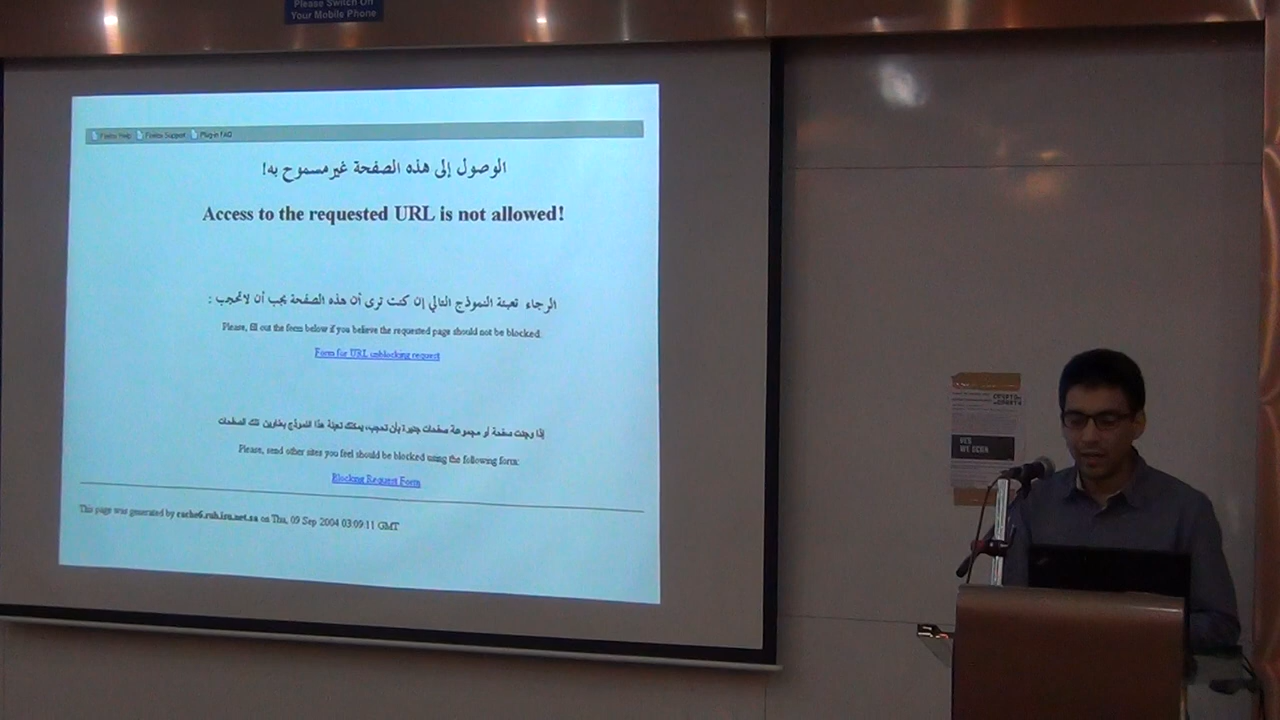 Please Switch Off
Your Mobile Phone
Firefox Help Firefox Support Plug-in FAQ
الوصول إلى هذه الصفحة غير مسموح به!
Access to the requested URL is not allowed!
الرجاء تعبئة النموذج التالي إن كنت ترى أن هذه الصفحة يجب أن لا تحجب :
Please, fill out the form below if you believe the requested page should not be blocked.
Form for URL unblocking request
إذا وجدت صفحة أو مجموعة صفحات جديرة بأن تحجب، يمكنك تعبئة هذا النموذج بعناوين تلك الصفحات
Please, send other sites you feel should be blocked using the following form:
Blocking Request Form
This page was generated by cache6.ruh.isu.net.sa on Thu, 09 Sep 2004 03:09:11 GMT
YES
WE SCAN